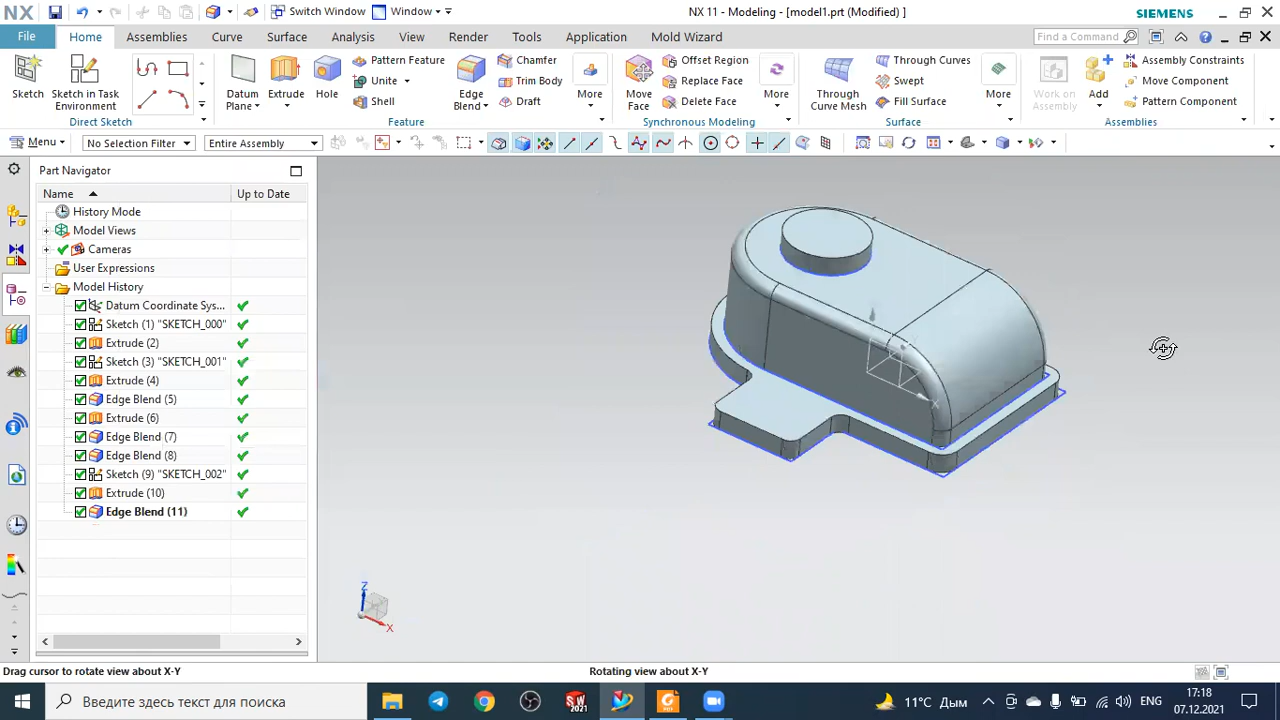 NX
Switch Window
Window
NX 11 - Modeling - [model1.prt (Modified) ]
SIEMENS
File
Home
Assemblies
Curve
Surface
Analysis
View
Render
Tools
Application
Mold Wizard
Find a Command
Sketch
Sketch in Task Environment
Direct Sketch
Datum Plane
Extrude
Hole
Pattern Feature
Unite
Shell
Edge Blend
Chamfer
Trim Body
Draft
More
Feature
Move Face
Offset Region
Replace Face
Delete Face
More
Synchronous Modeling
Through Curve Mesh
Through Curves
Swept
Fill Surface
More
Surface
Work on Assembly
Add
Assembly Constraints
Move Component
Pattern Component
Assemblies
Menu
No Selection Filter
Entire Assembly
Part Navigator
Name
Up to Date
History Mode
Model Views
Cameras
User Expressions
Model History
Datum Coordinate Sys...
Sketch (1) "SKETCH_000"
Extrude (2)
Sketch (3) "SKETCH_001"
Extrude (4)
Edge Blend (5)
Extrude (6)
Edge Blend (7)
Edge Blend (8)
Sketch (9) "SKETCH_002"
Extrude (10)
Edge Blend (11)
X
Z
X
Drag cursor to rotate view about X-Y
Rotating view about X-Y
Введите здесь текст для поиска
SW
2021
11°C Дым
ENG
17:18
07.12.2021